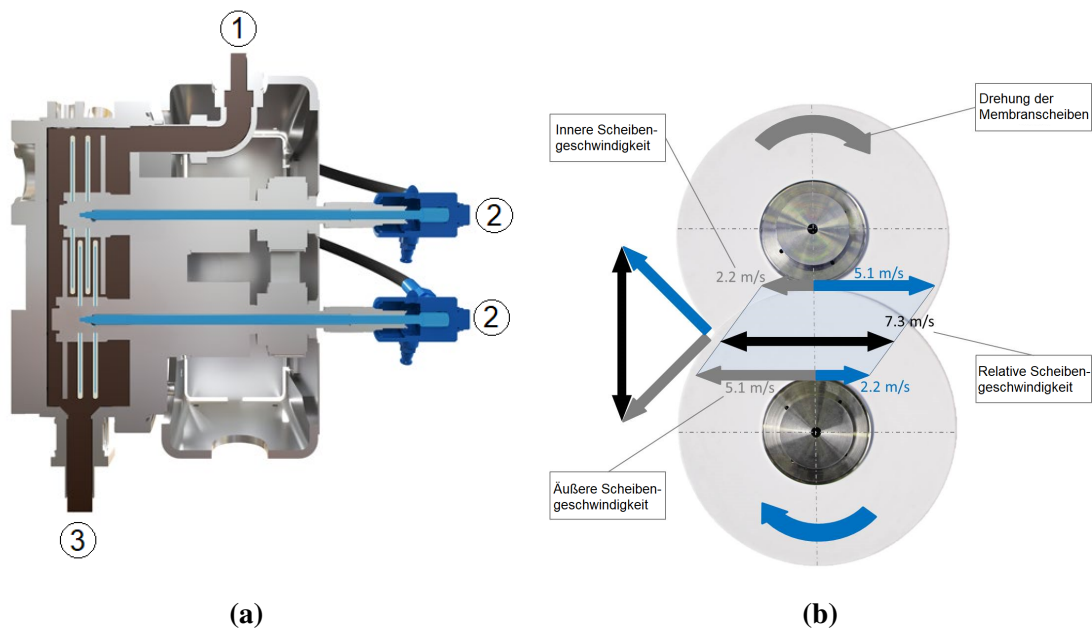 1
2
2
3
(a)
Innere Scheiben-
geschwindigkeit
Drehung der
Membranscheiben
2.2 m/s
5.1 m/s
7.3 m/s
5.1 m/s
2.2 m/s
Relative Scheiben-
geschwindigkeit
Äußere Scheiben-
geschwindigkeit
(b)